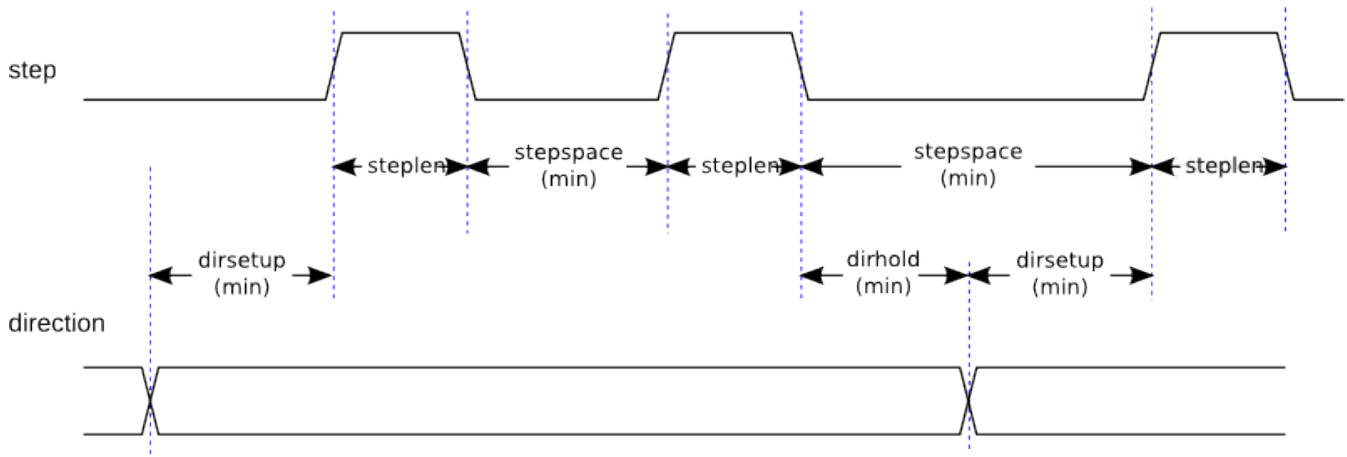 step
steplen
stepspace
(min)
steplen
stepspace
(min)
steplen
dirsetup
(min)
dirhold
(min)
dirsetup
(min)
direction